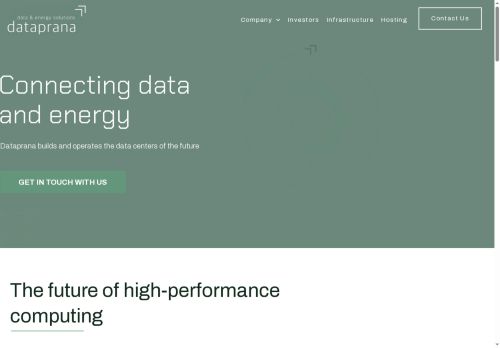 data & energy solutions
dataprana
Company
Investors
Infrastructure
Hosting
Contact Us
Connecting data
and energy
Dataprana builds and operates the data centers of the future
GET IN TOUCH WITH US
The future of high-performance
computing